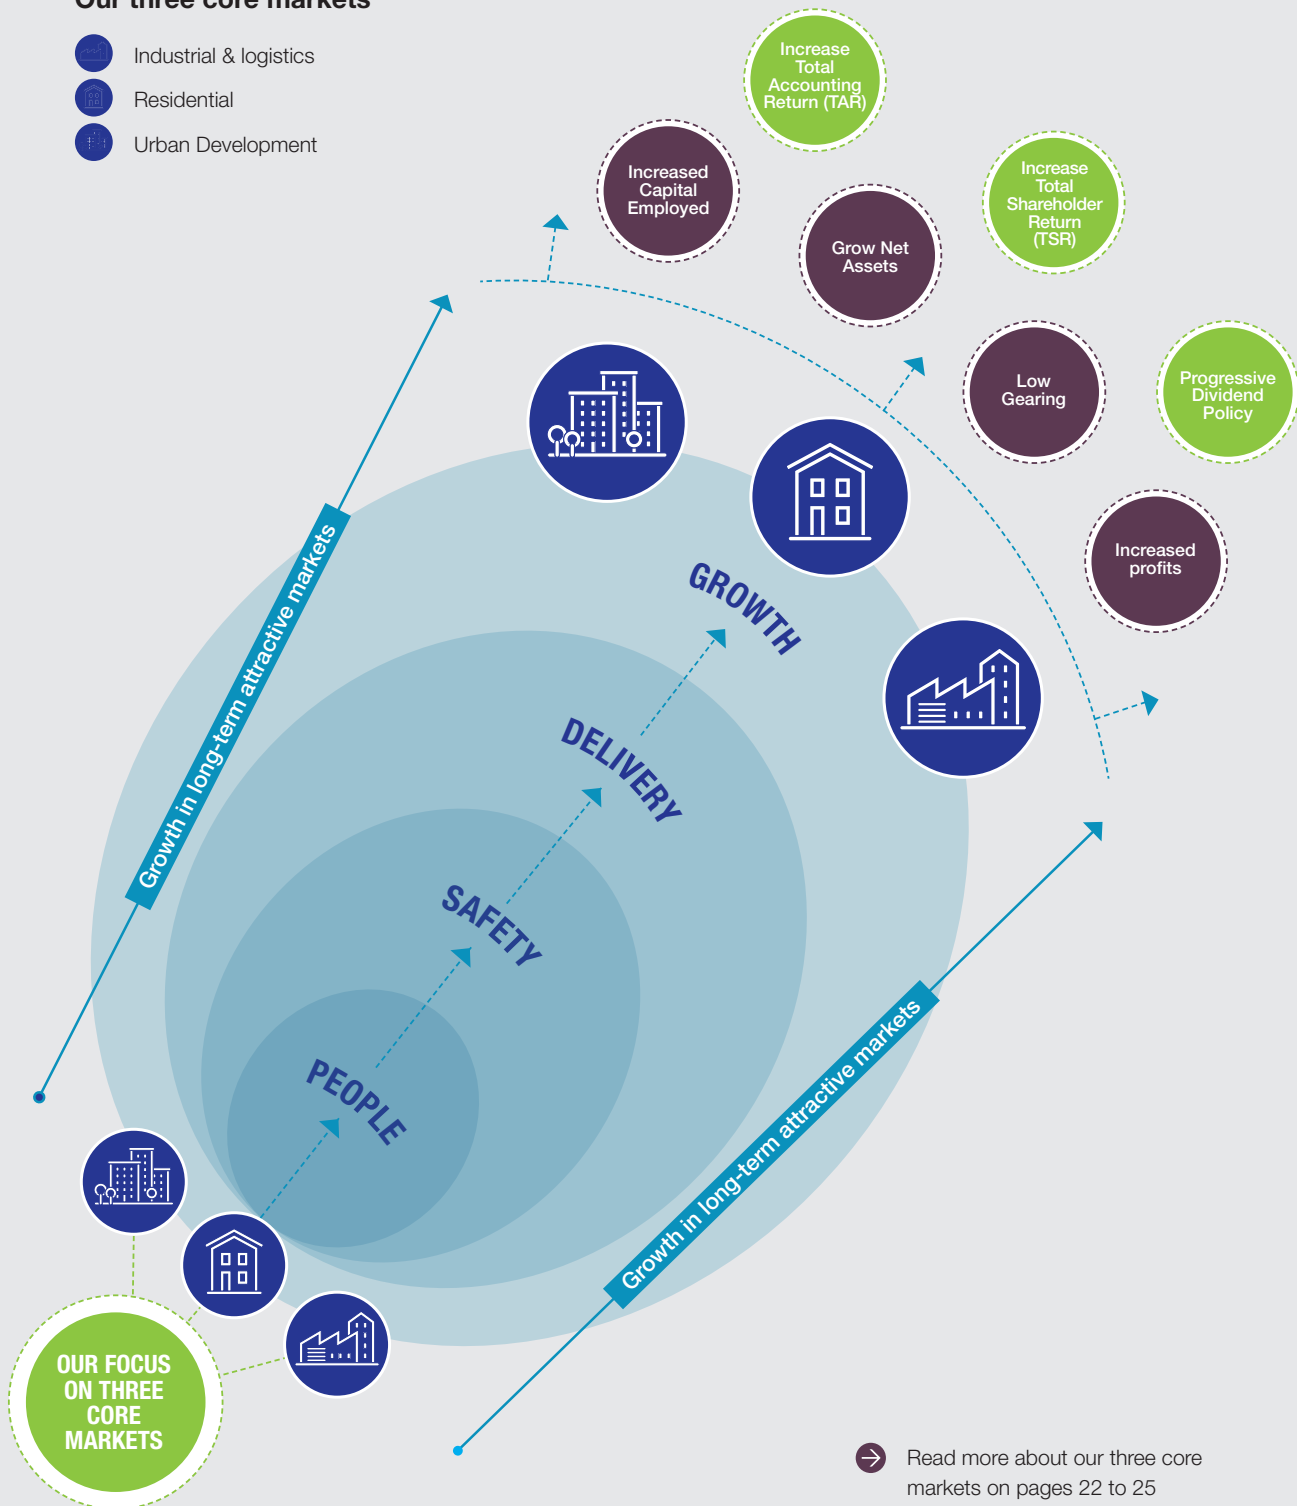 Our three core markets
Industrial & logistics
Residential
Urban Development
Increase
Total
Accounting
Return (TAR)
Increased
Capital
Employed
Increase
Total
Shareholder
Return
(TSR)
Grow Net
Assets
Low
Gearing
Progressive
Dividend
Policy
Increased
profits
Growth in long-term attractive markets
GROWTH
DELIVERY
SAFETY
PEOPLE
Growth in long-term attractive markets
OUR FOCUS
ON THREE
CORE
MARKETS
Read more about our three core
markets on pages 22 to 25